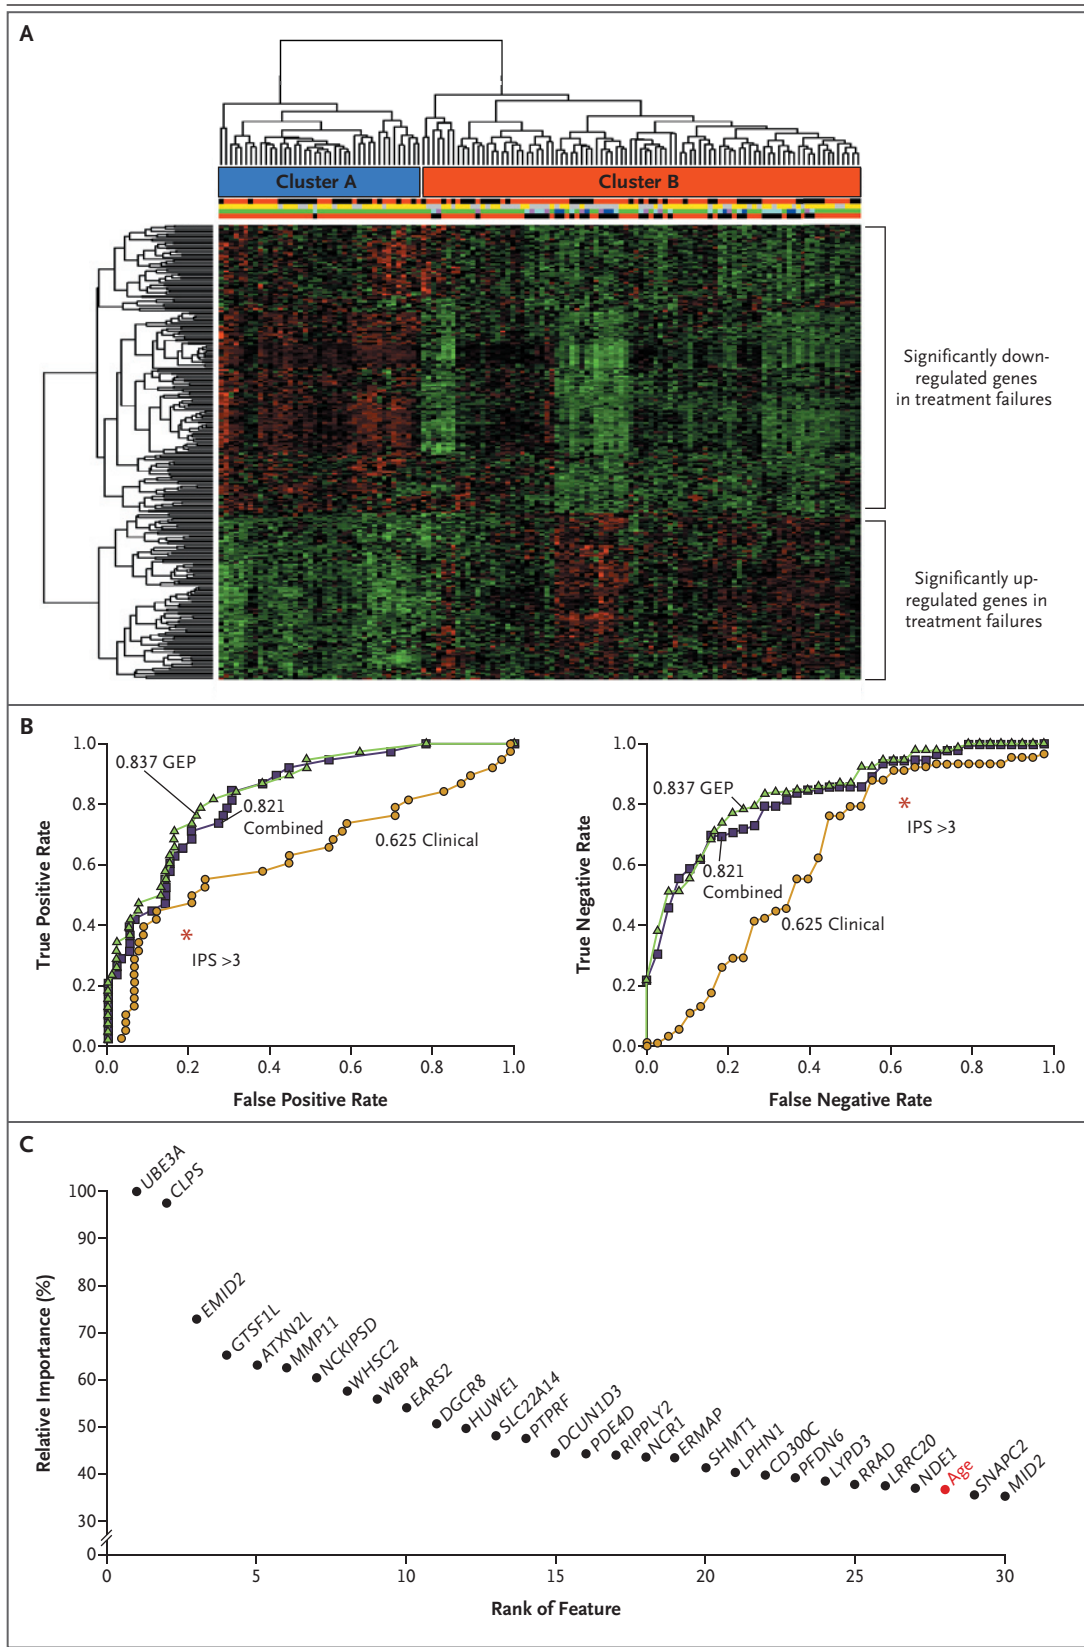 A
Cluster A
Cluster B
Significantly down-
regulated genes
in treatment failures
Significantly up-
regulated genes in
treatment failures
B
1.0
0.8
0.6
0.4
0.2
0.0
0.0
0.2
0.4
0.6
0.8
1.0
True Positive Rate
False Positive Rate
0.837 GEP
0.821
Combined
0.625 Clinical
*
IPS >3
1.0
0.8
0.6
0.4
0.2
0.0
0.0
0.2
0.4
0.6
0.8
1.0
True Negative Rate
False Negative Rate
0.837 GEP
0.821
Combined
0.625 Clinical
*
IPS >3
C
100
90
80
70
60
50
40
30
0
Relative Importance (%)
UBE3A
CLPS
EMID2
GTSF1L
ATXN2L
MMP11
NCKIPSD
WHSC2
WBP4
EARS2
DGCR8
HUWE1
SLC22A14
PTPRF
DCUN1D3
PDE4D
RIPPLY2
NCR1
ERMAP
SHMT1
LPHN1
CD300C
PFDN6
LYPD3
RRAD
LRRC20
NDE1
Age
SNAPC2
MID2
0
5
10
15
20
25
30
Rank of Feature